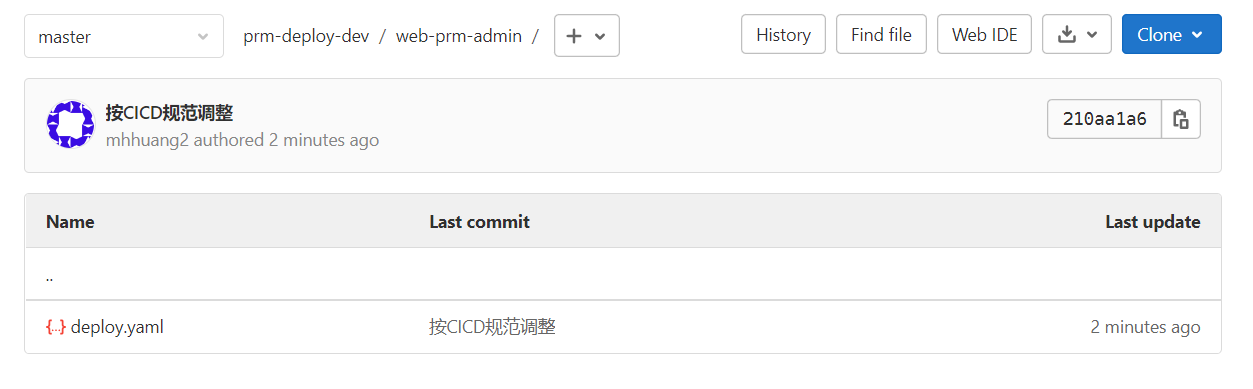 master prm-deploy-dev / web-prm-admin / History Find file Web IDE Clone
按CICD规范调整
mhhuang2 authored 2 minutes ago
210aa1a6
Name Last commit Last update
..
deploy.yaml 按CICD规范调整 2 minutes ago